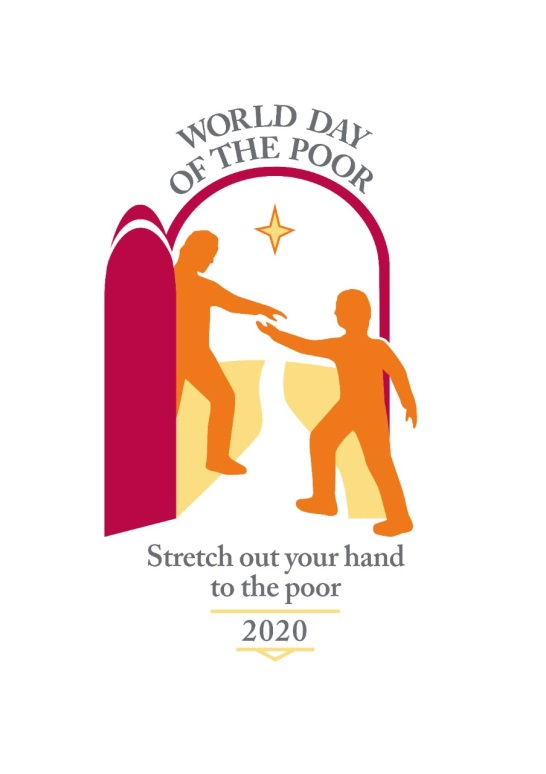 WORLD DAY
OF THE POOR
Stretch out your hand
to the poor
2020